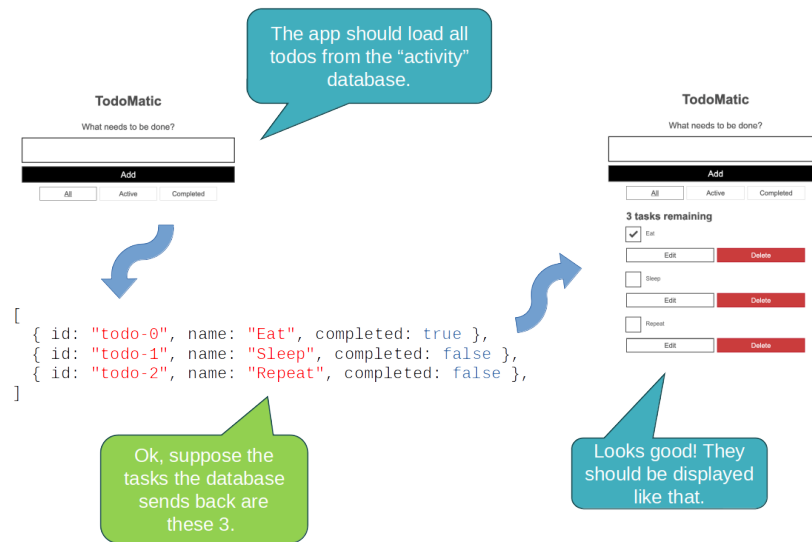 The app should load all
todos from the “activity”
database.
TodoMatic
What needs to be done?
Add
All Active Completed
[
{ id: "todo-0", name: "Eat", completed: true },
{ id: "todo-1", name: "Sleep", completed: false },
{ id: "todo-2", name: "Repeat", completed: false },
]
Ok, suppose the
tasks the database
sends back are
these 3.
TodoMatic
What needs to be done?
Add
All Active Completed
3 tasks remaining
Eat
Edit Delete
Sleep
Edit Delete
Repeat
Edit Delete
Looks good! They
should be displayed
like that.